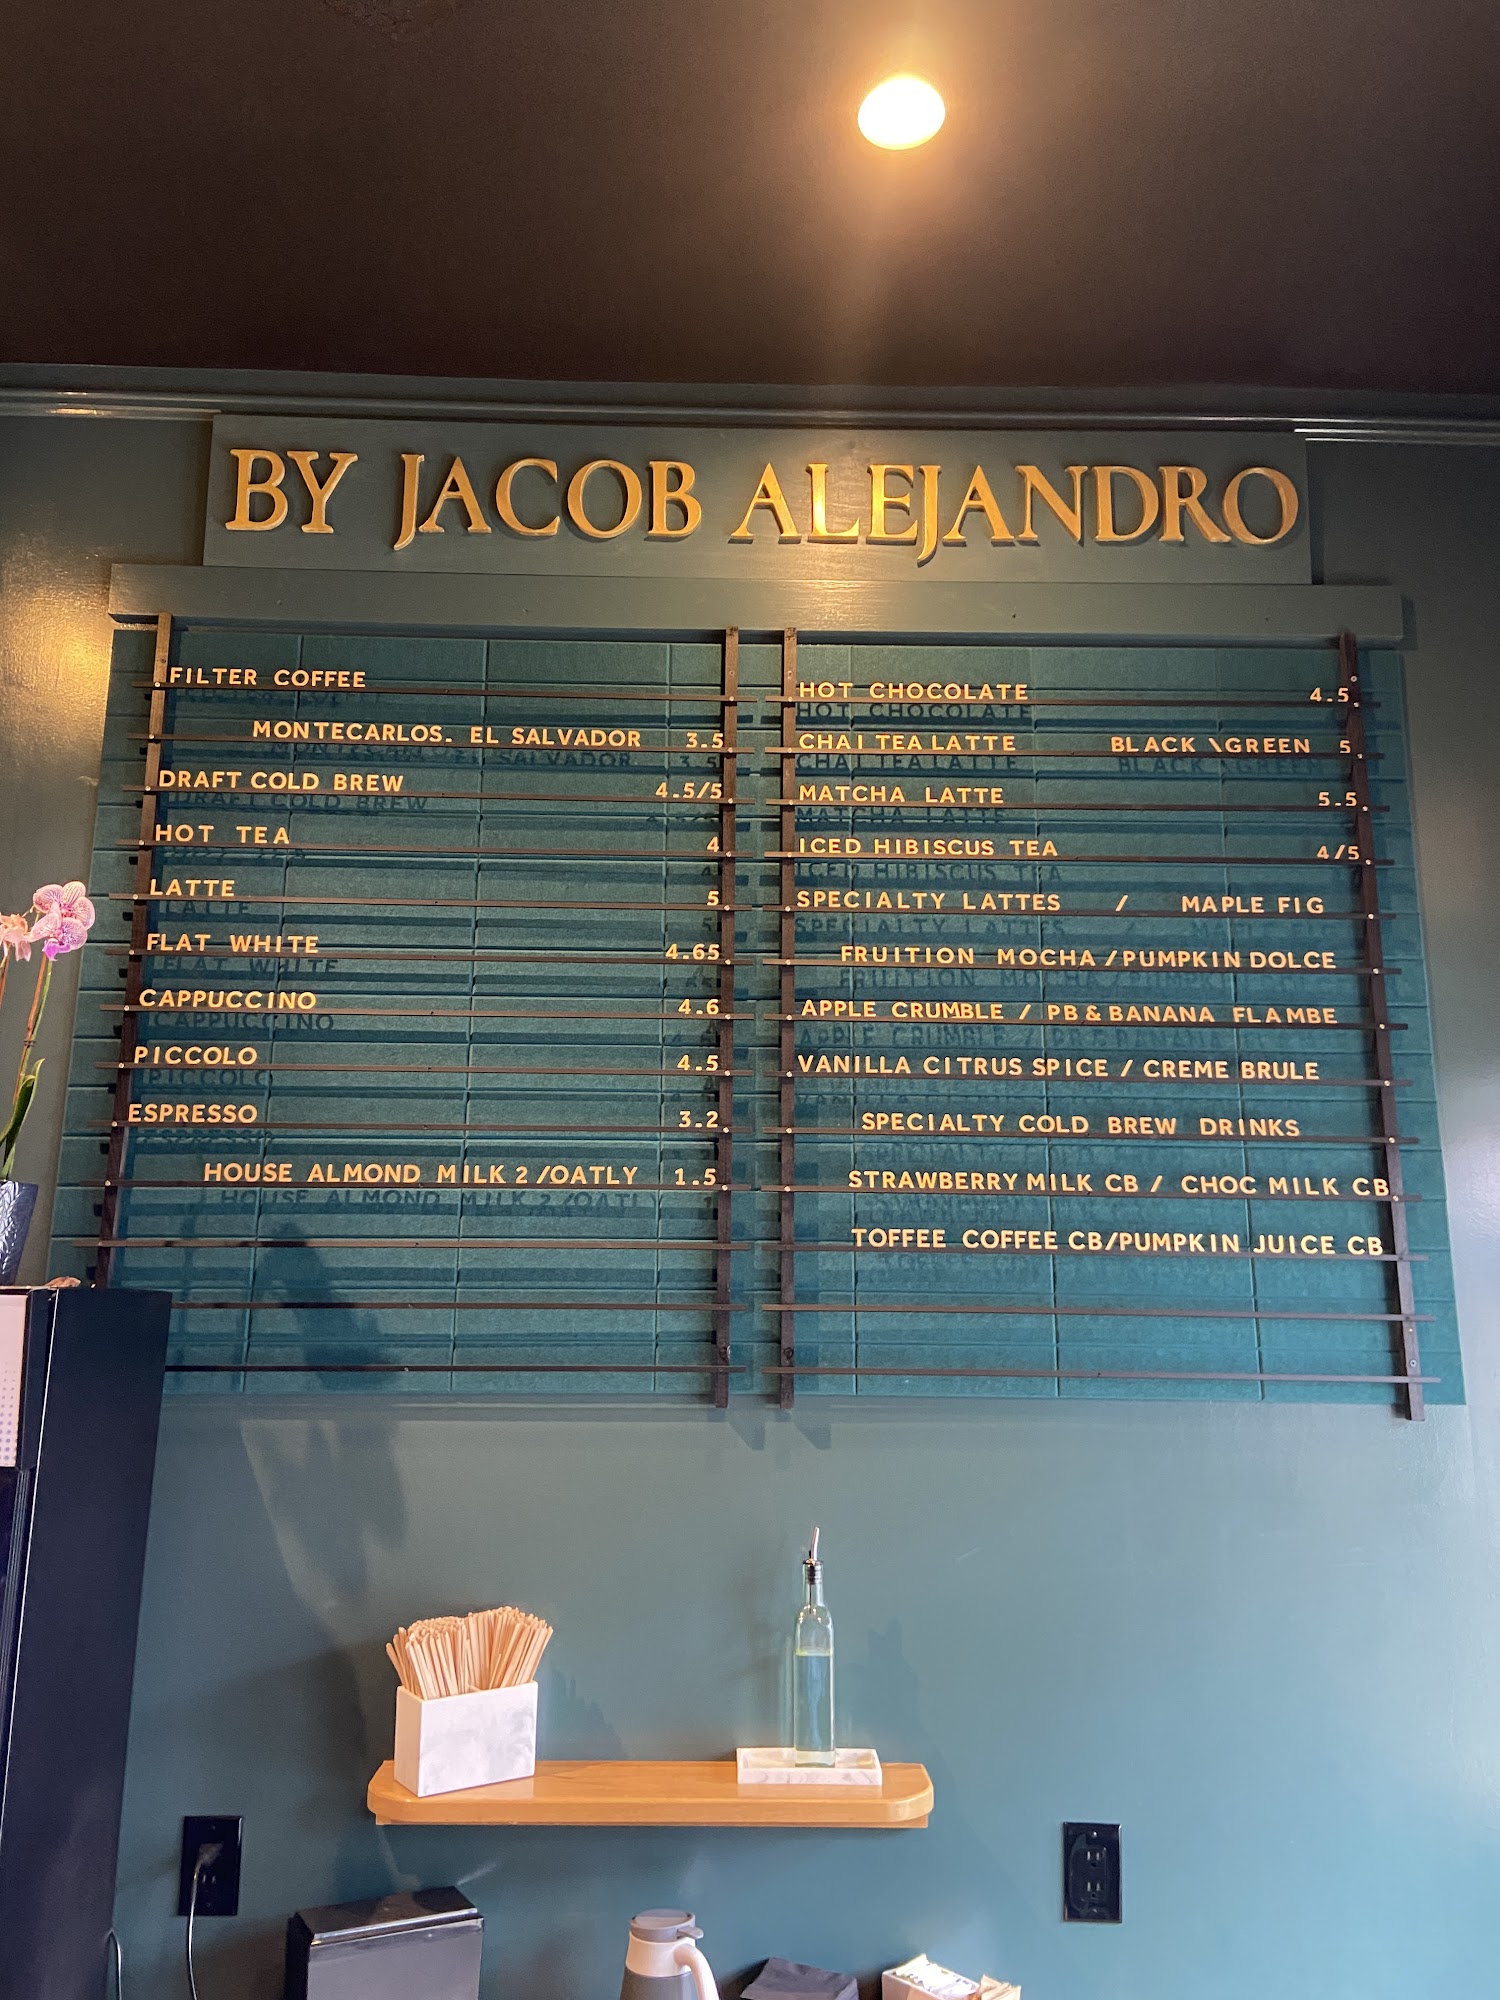 BY JACOB ALEJANDRO
FILTER COFFEE
MONTECARLOS. EL SALVADOR 3.5
DRAFT COLD BREW 4.5/5
HOT TEA 4
LATTE 5
FLAT WHITE 4.65
CAPPUCCINO 4.6
PICCOLO 4.5
ESPRESSO 3.2
HOUSE ALMOND MILK 2 /OATLY 1.5
HOT CHOCOLATE 4.5
CHAI TEA LATTE BLACK \GREEN 5
MATCHA LATTE 5.5
ICED HIBISCUS TEA 4/5
SPECIALTY LATTES / MAPLE FIG
FRUITION MOCHA / PUMPKIN DOLCE
APPLE CRUMBLE / PB & BANANA FLAMBE
VANILLA CITRUS SPICE / CREME BRULE
SPECIALTY COLD BREW DRINKS
STRAWBERRY MILK CB / CHOC MILK CB
TOFFEE COFFEE CB/PUMPKIN JUICE CB